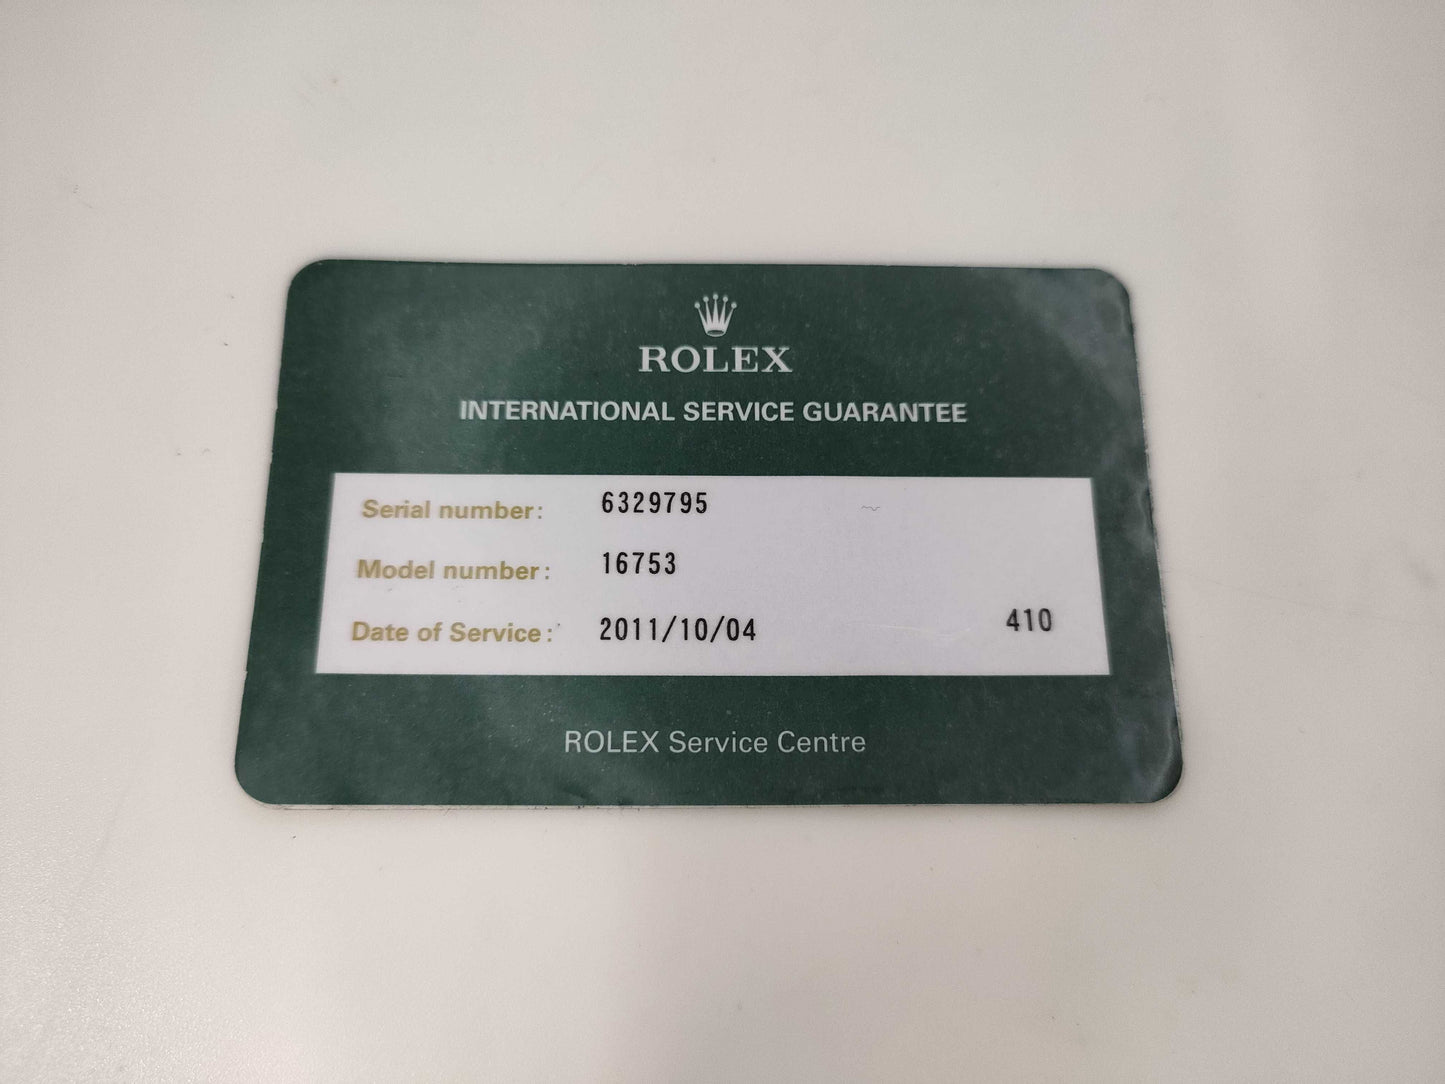 ROLEX
INTERNATIONAL SERVICE GUARANTEE
Serial number: 6329795
Model number: 16753
Date of Service: 2011/10/04 410
ROLEX Service Centre